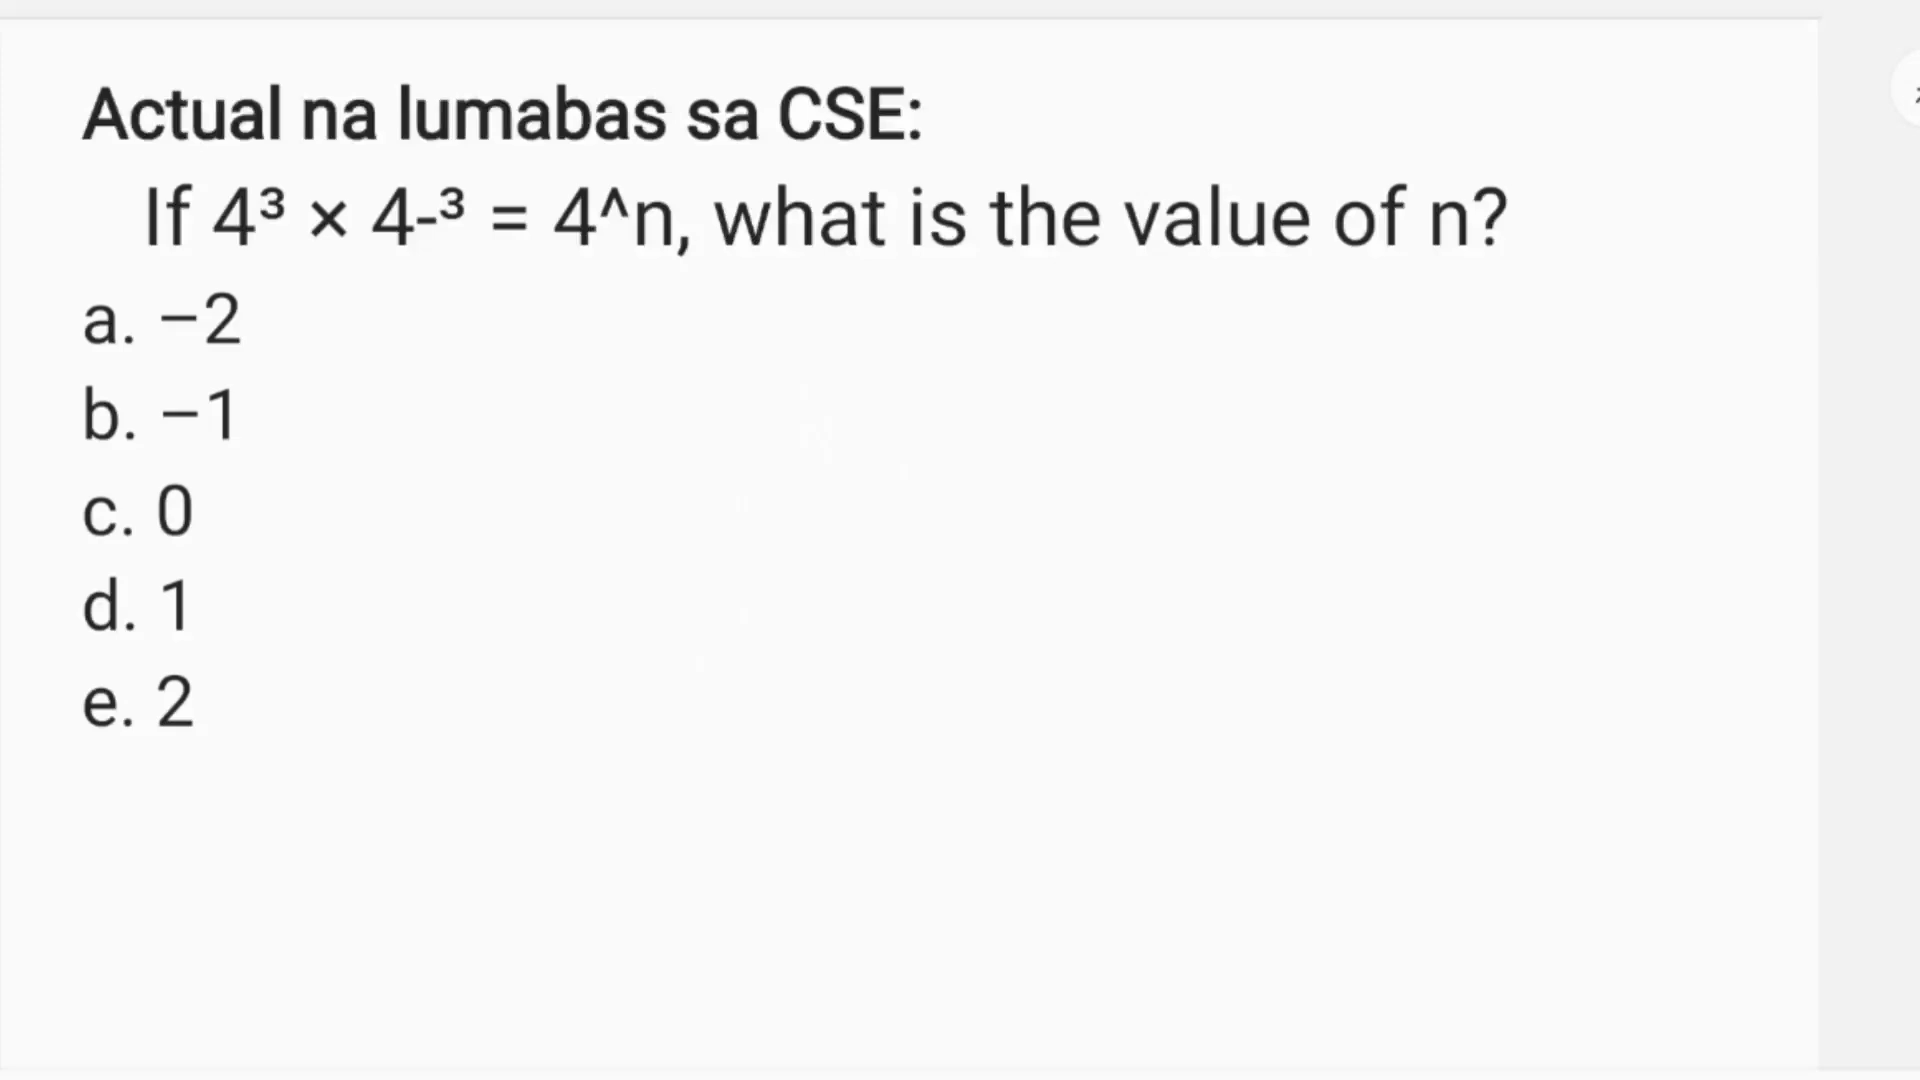 Actual na lumabas sa CSE:
If 4³ × 4-³ = 4^n, what is the value of n?
a. −2
b. −1
c. 0
d. 1
e. 2